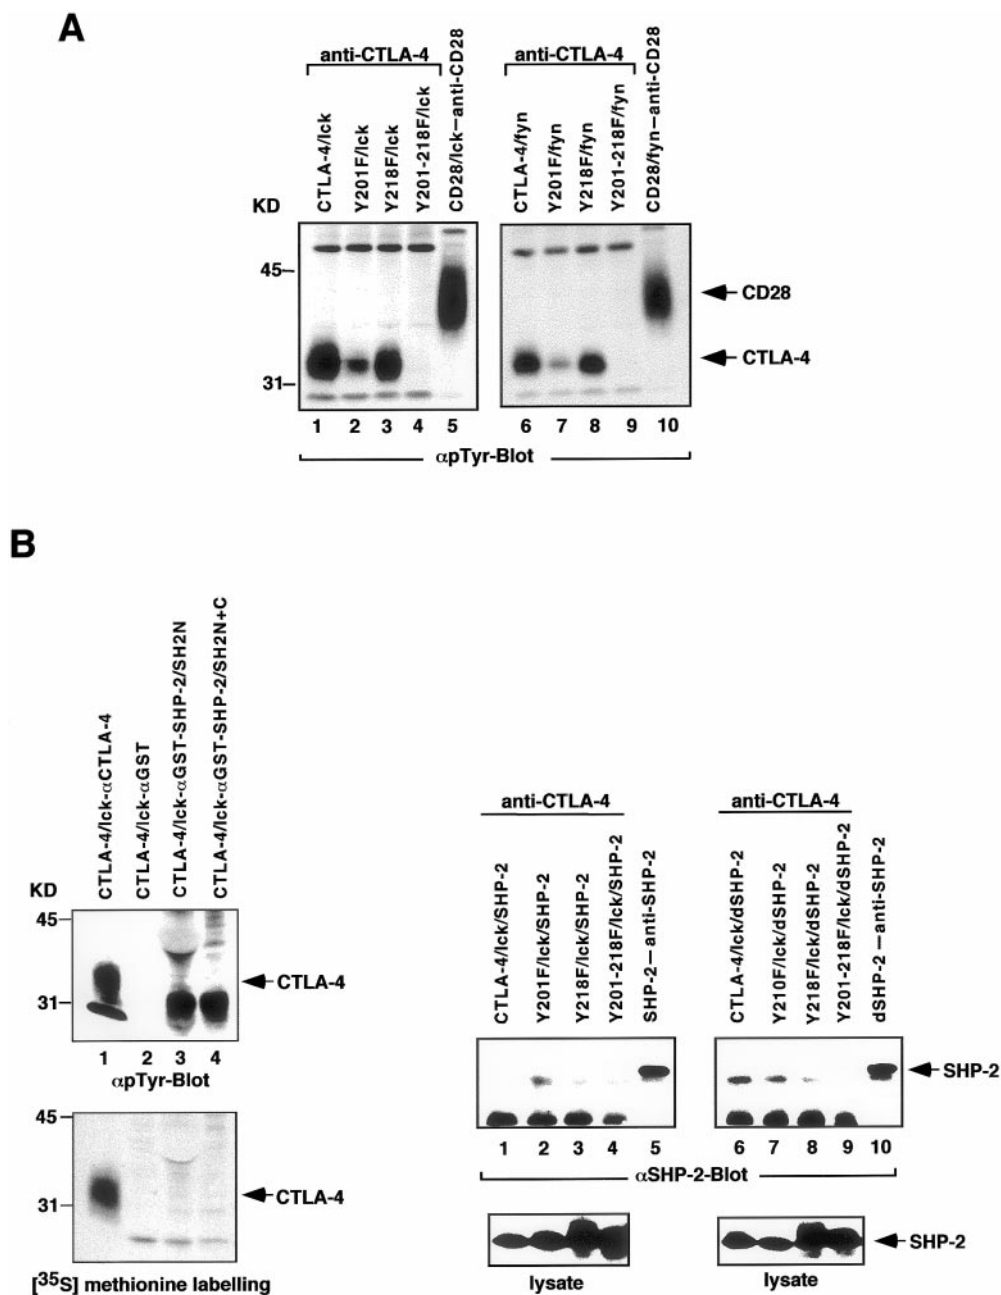 A
anti-CTLA-4
CTLA-4/lck
Y201F/lck
Y218F/lck
Y201-218F/lck
CD28/lck—anti-CD28
anti-CTLA-4
CTLA-4/fyn
Y201F/fyn
Y218F/fyn
Y201-218F/fyn
CD28/fyn—anti-CD28
KD
45
31
CD28
CTLA-4
1 2 3 4 5 6 7 8 9 10
αpTyr-Blot
B
CTLA-4/lck-αCTLA-4
CTLA-4/lck-αGST
CTLA-4/lck-αGST-SHP-2/SH2N
CTLA-4/lck-αGST-SHP-2/SH2N+C
KD
45
31
CTLA-4
1 2 3 4
αpTyr-Blot
45
31
CTLA-4
[35S] methionine labelling
anti-CTLA-4
CTLA-4/lck/SHP-2
Y201F/lck/SHP-2
Y218F/lck/SHP-2
Y201-218F/lck/SHP-2
SHP-2—anti-SHP-2
anti-CTLA-4
CTLA-4/lck/dSHP-2
Y210F/lck/dSHP-2
Y218F/lck/dSHP-2
Y201-218F/lck/dSHP-2
dSHP-2—anti-SHP-2
SHP-2
1 2 3 4 5 6 7 8 9 10
αSHP-2-Blot
SHP-2
lysate lysate